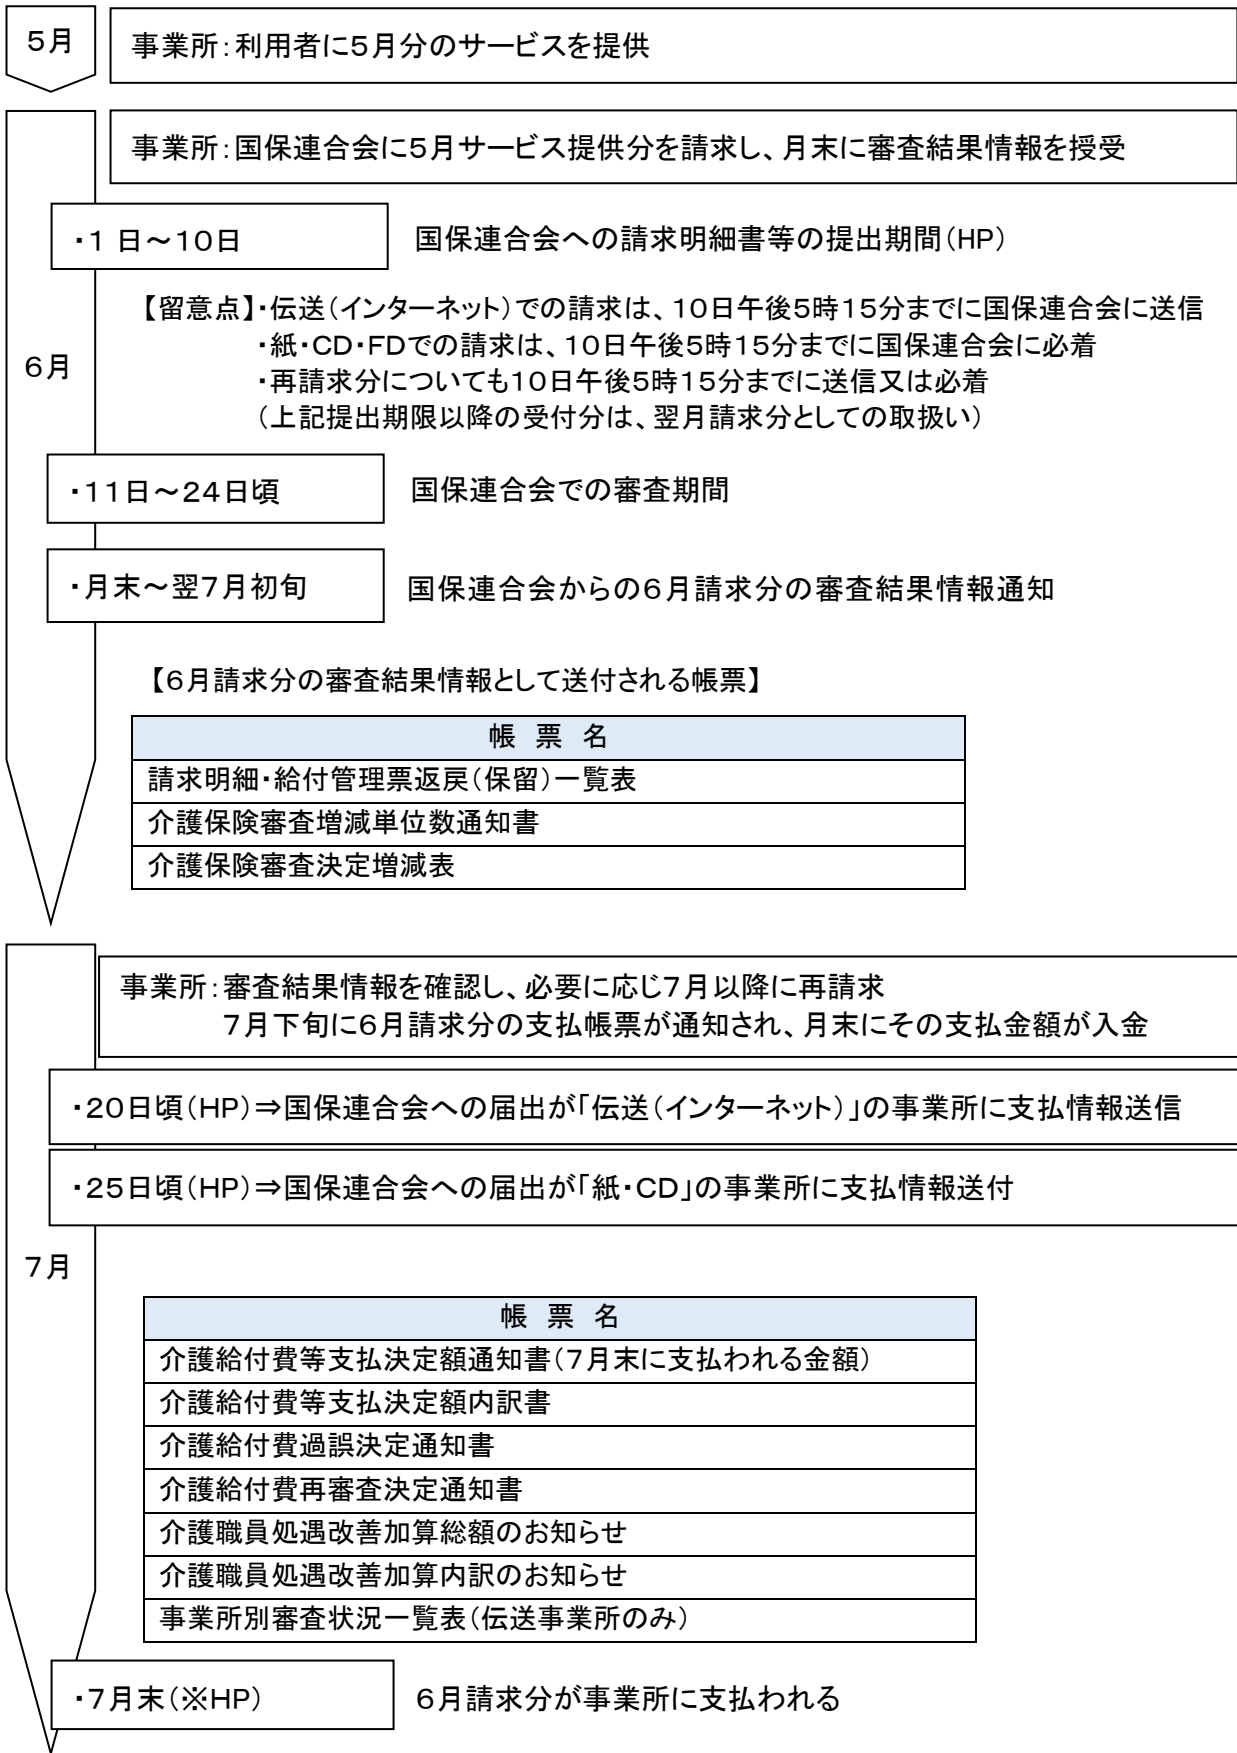 5月
事業所：利用者に5月分のサービスを提供
事業所：国保連合会に5月サービス提供分を請求し、月末に審査結果情報を授受
・1 日～10日
国保連合会への請求明細書等の提出期間（HP）
【留意点】・伝送（インターネット）での請求は、10日午後5時15分までに国保連合会に送信
・紙・CD・FDでの請求は、10日午後5時15分までに国保連合会に必着
6月
・再請求分についても10日午後5時15分までに送信又は必着
（上記提出期限以降の受付分は、翌月請求分としての取扱い）
・11日～24日頃
国保連合会での審査期間
・月末～翌7月初旬
国保連合会からの6月請求分の審査結果情報通知
【6月請求分の審査結果情報として送付される帳票】
帳 票 名
請求明細・給付管理票返戻（保留）一覧表
介護保険審査増減単位数通知書
介護保険審査決定増減表
事業所：審査結果情報を確認し、必要に応じ7月以降に再請求
7月下旬に6月請求分の支払帳票が通知され、月末にその支払金額が入金
・20日頃（HP）⇒国保連合会への届出が「伝送（インターネット）」の事業所に支払情報送信
・25日頃（HP）⇒国保連合会への届出が「紙・CD」の事業所に支払情報送付
7月
帳 票 名
介護給付費等支払決定額通知書（7月末に支払われる金額）
介護給付費等支払決定額内訳書
介護給付費過誤決定通知書
介護給付費再審査決定通知書
介護職員処遇改善加算総額のお知らせ
介護職員処遇改善加算内訳のお知らせ
事業所別審査状況一覧表（伝送事業所のみ）
・7月末（※HP）
6月請求分が事業所に支払われる